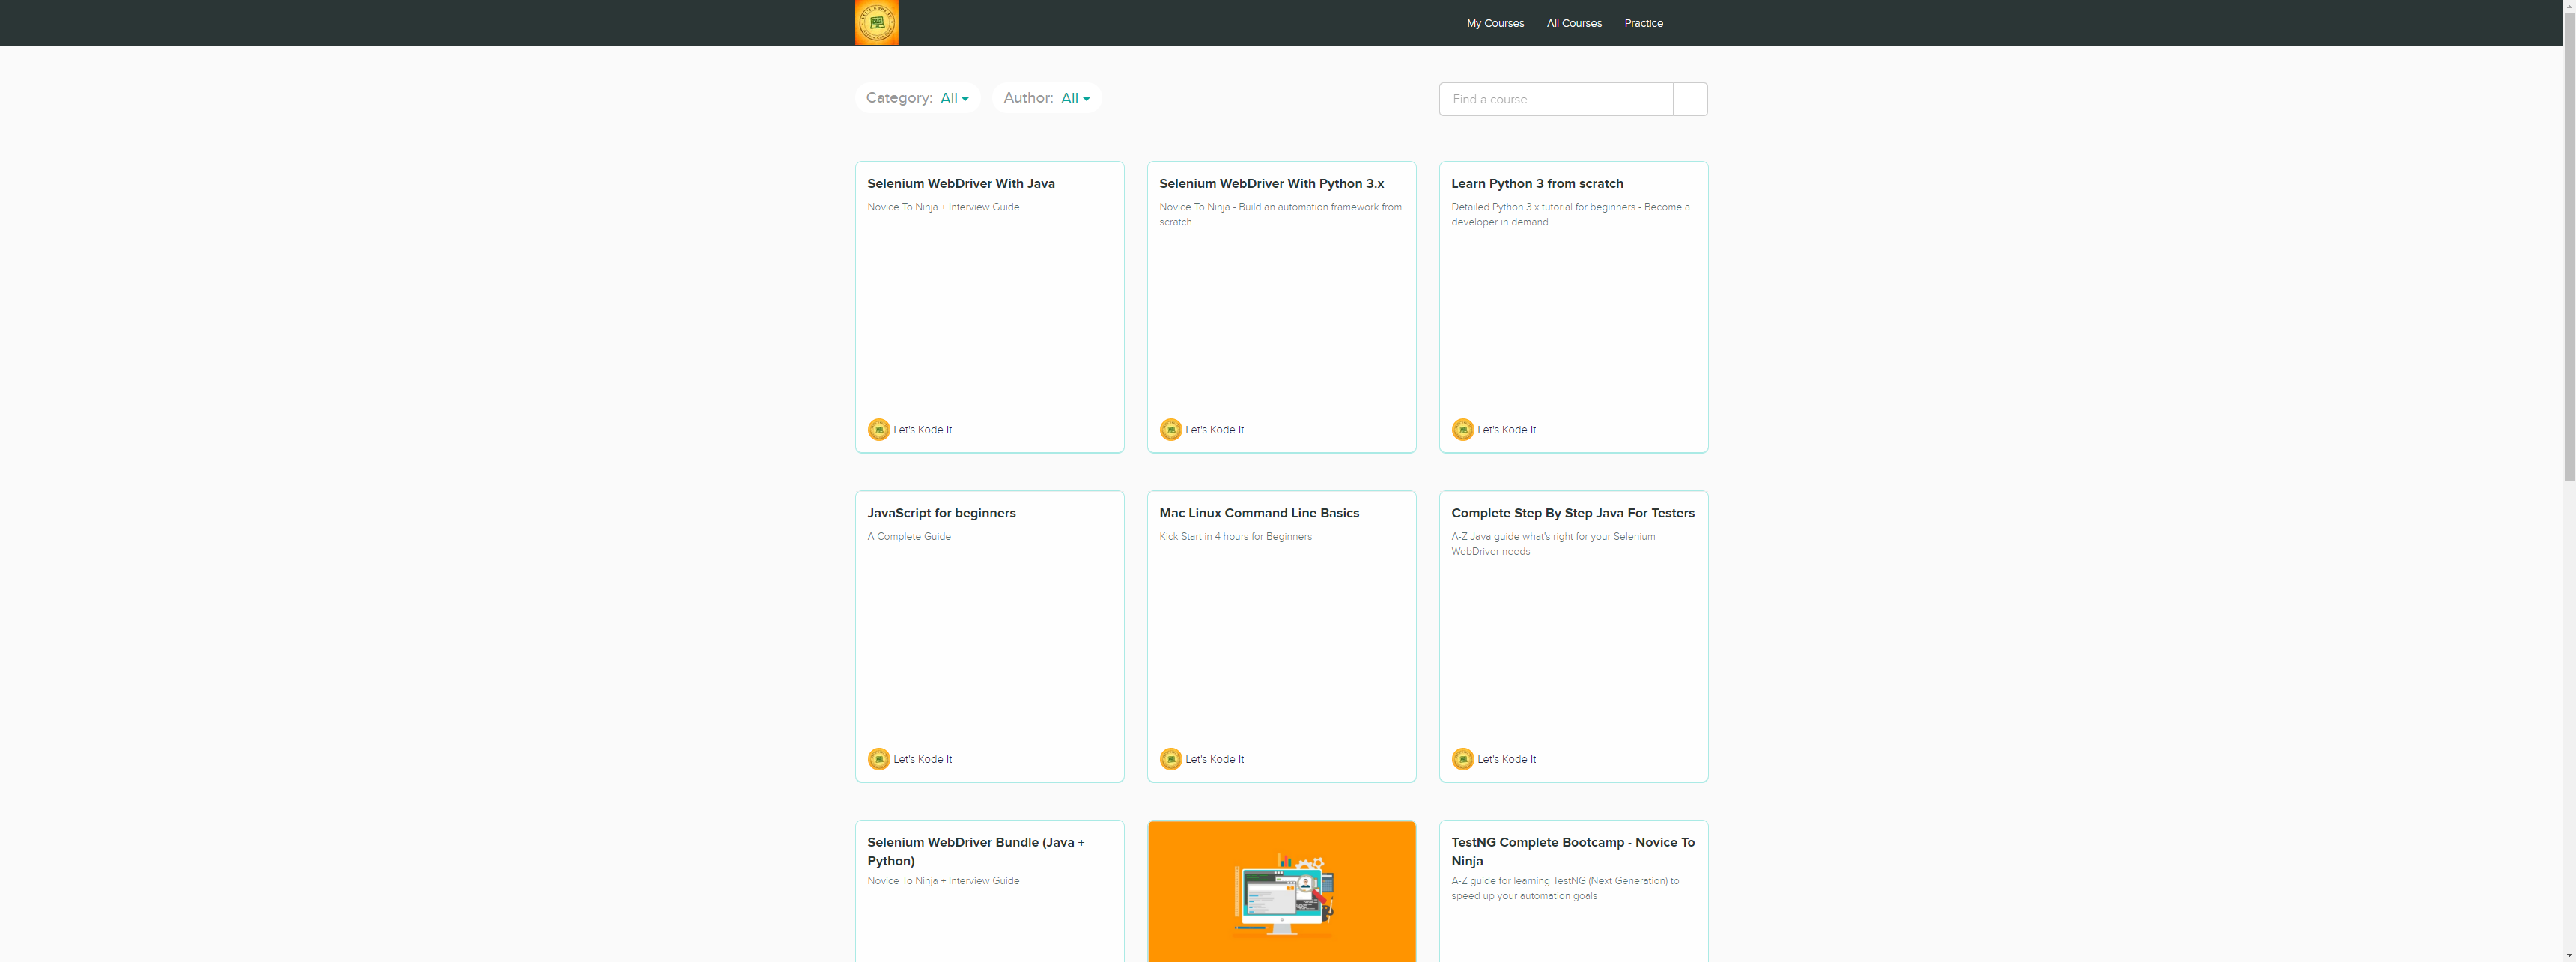 My Courses All Courses Practice
Category: All Author: All
Find a course
Selenium WebDriver With Java
Novice To Ninja + Interview Guide
Let's Kode It
Selenium WebDriver With Python 3.x
Novice To Ninja - Build an automation framework from
scratch
Let's Kode It
Learn Python 3 from scratch
Detailed Python 3.x tutorial for beginners - Become a
developer in demand
Let's Kode It
JavaScript for beginners
A Complete Guide
Let's Kode It
Mac Linux Command Line Basics
Kick Start in 4 hours for Beginners
Let's Kode It
Complete Step By Step Java For Testers
A-Z Java guide what's right for your Selenium
WebDriver needs
Let's Kode It
Selenium WebDriver Bundle (Java +
Python)
Novice To Ninja + Interview Guide
TestNG Complete Bootcamp - Novice To
Ninja
A-Z guide for learning TestNG (Next Generation) to
speed up your automation goals